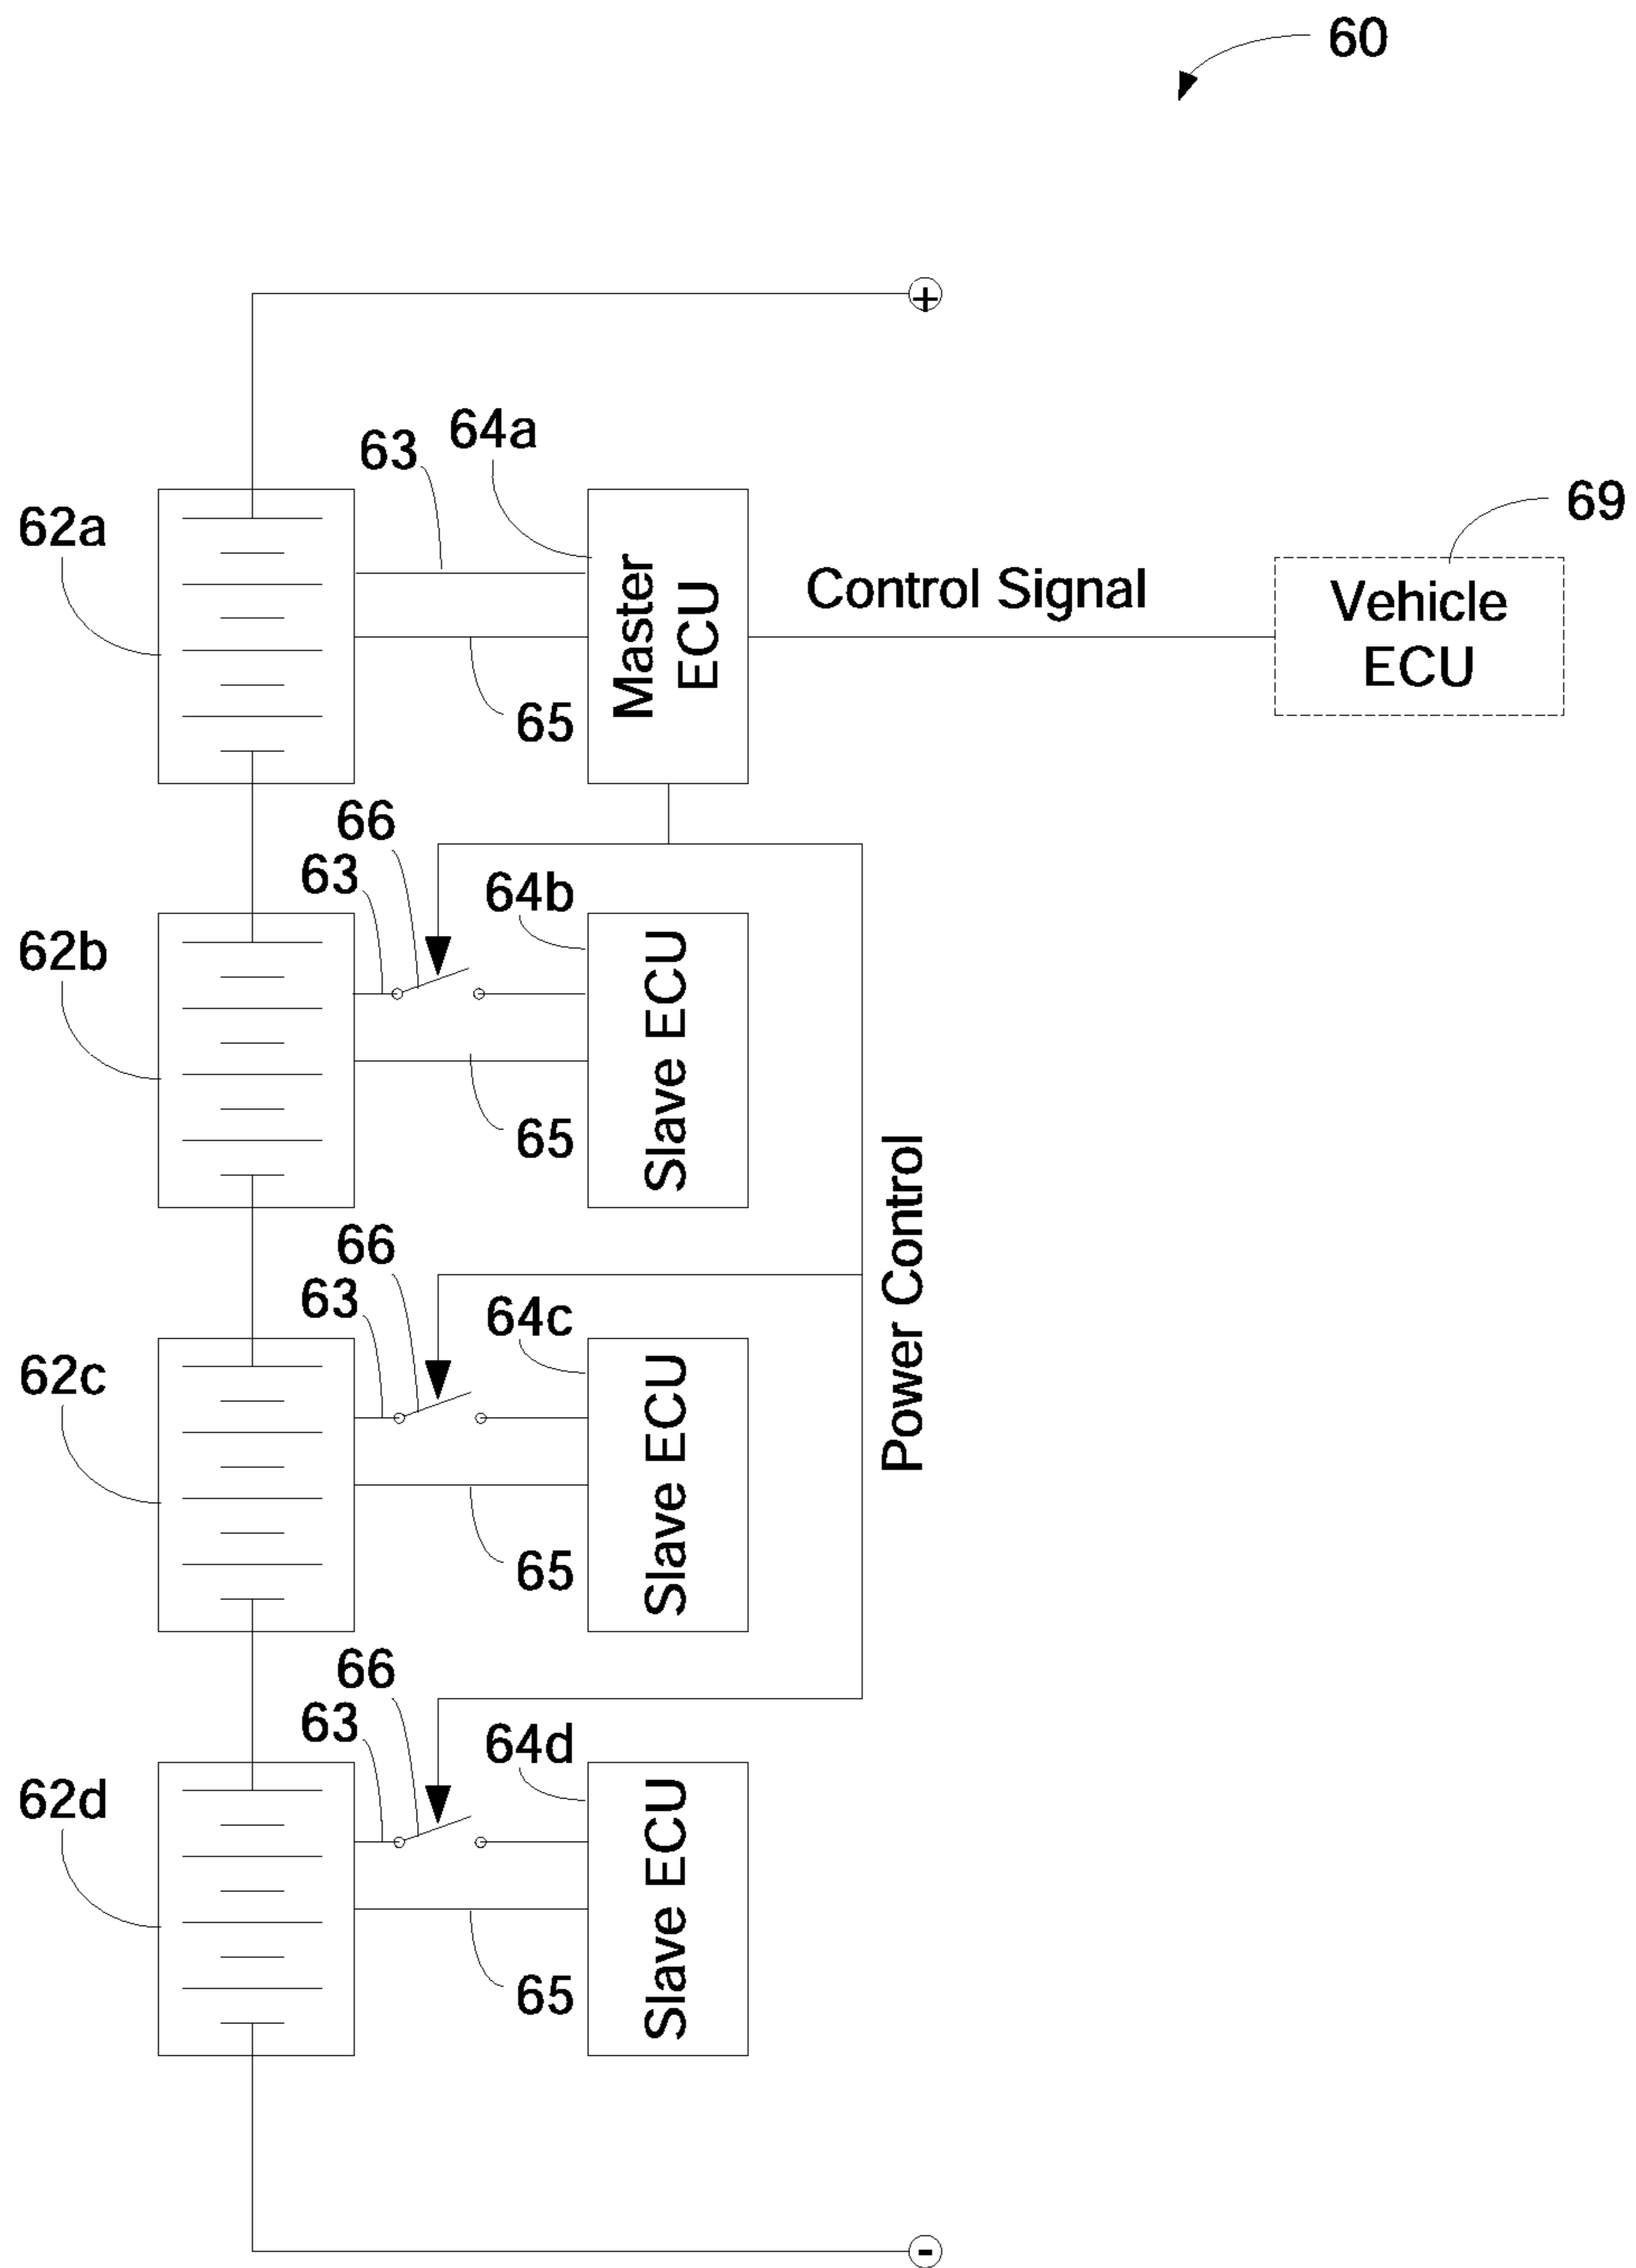 60
+
63
64a
62a
65
Master
ECU
Control Signal
69
Vehicle
ECU
66
63
64b
62b
65
Slave ECU
Power Control
66
63
64c
62c
65
Slave ECU
66
63
64d
62d
65
Slave ECU
-